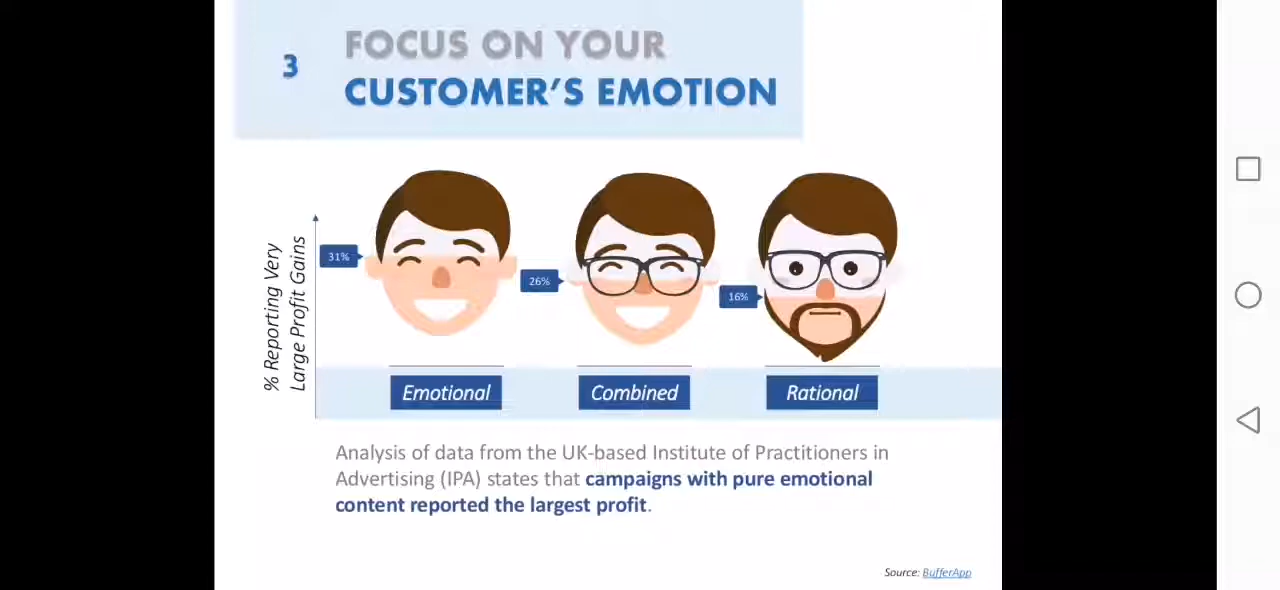 3
FOCUS ON YOUR
CUSTOMER'S EMOTION
% Reporting Very
Large Profit Gains
31%
26%
16%
Emotional
Combined
Rational
Analysis of data from the UK-based Institute of Practitioners in
Advertising (IPA) states that campaigns with pure emotional
content reported the largest profit.
Source: BufferApp